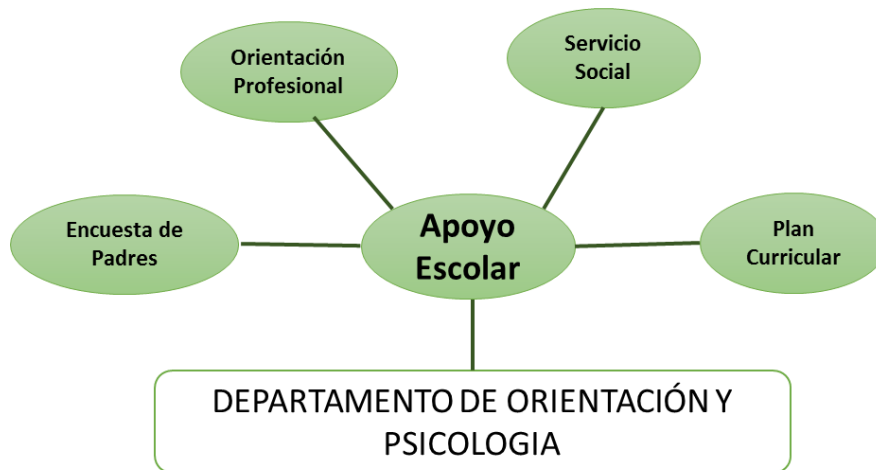 Orientación
Profesional
Servicio
Social
Encuesta de
Padres
Apoyo
Escolar
Plan
Curricular
DEPARTAMENTO DE ORIENTACIÓN Y
PSICOLOGIA